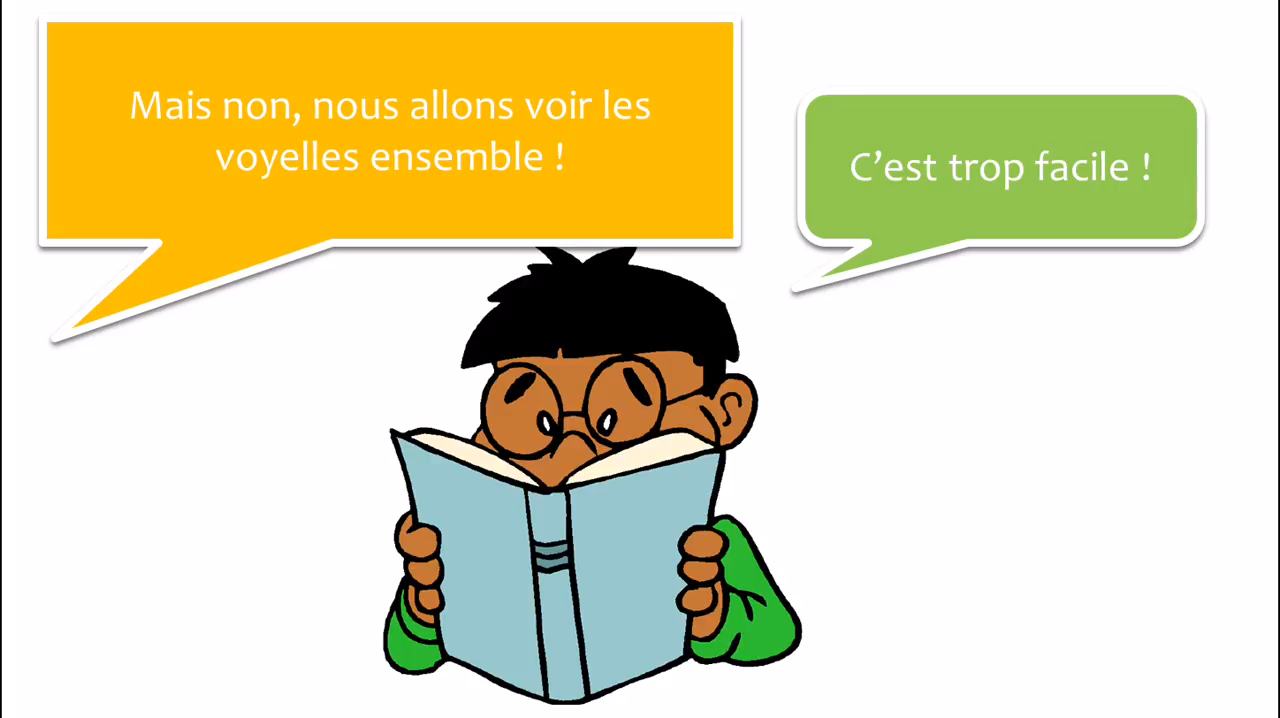 Mais non, nous allons voir les
voyelles ensemble !
C’est trop facile !